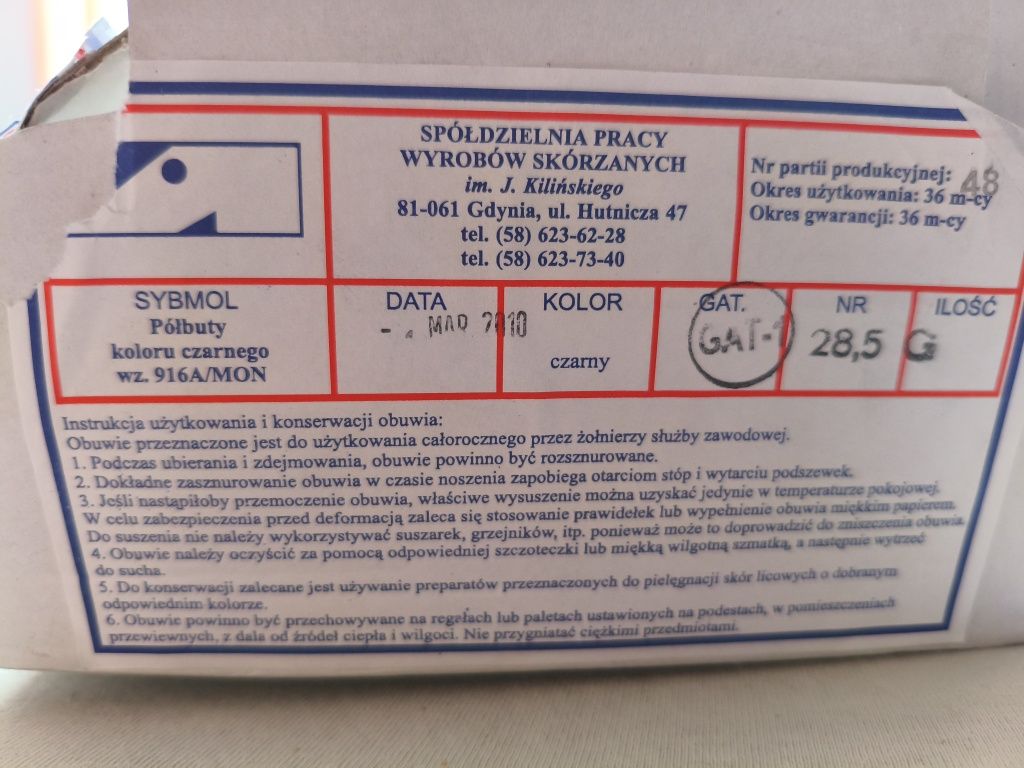 SPÓŁDZIELNIA PRACY
WYROBÓW SKÓRZANYCH
im. J. Kilińskiego
81-061 Gdynia, ul. Hutnicza 47
tel. (58) 623-62-28
tel. (58) 623-73-40
Nr partii produkcyjnej: 48
Okres użytkowania: 36 m-cy
Okres gwarancji: 36 m-cy
SYBMOL
Półbuty
koloru czarnego
wz. 916A/MON
DATA
MAR 2010
KOLOR
czarny
GAT.
GAT-1
NR
28,5
ILOŚĆ
G
Instrukcja użytkowania i konserwacji obuwia:
Obuwie przeznaczone jest do użytkowania całorocznego przez żołnierzy służby zawodowej.
1. Podczas ubierania i zdejmowania, obuwie powinno być rozsznurowane.
2. Dokładne zasznurowanie obuwia w czasie noszenia zapobiega otarciom stóp i wytarciu podszewek.
3. Jeśli nastąpiłoby przemoczenie obuwia, właściwe wysuszenie można uzyskać jedynie w temperaturze pokojowej.
W celu zabezpieczenia przed deformacją zaleca się stosowanie prawidełek lub wypełnienie obuwia miękkim papierem.
Do suszenia nie należy wykorzystywać suszarek, grzejników, itp. ponieważ może to doprowadzić do zniszczenia obuwia.
4. Obuwie należy oczyścić za pomocą odpowiedniej szczoteczki lub miękką wilgotną szmatką, a następnie wytrzeć
do sucha.
5. Do konserwacji zalecane jest używanie preparatów przeznaczonych do pielęgnacji skór licowych o dobranym
odpowiednim kolorze.
6. Obuwie powinno być przechowywane na regełach lub paletach ustawionych na podestach, w pomieszczeniach
przewiewnych, z dala od źródeł ciepła i wilgoci. Nie przygniatać ciężkimi przedmiotami.